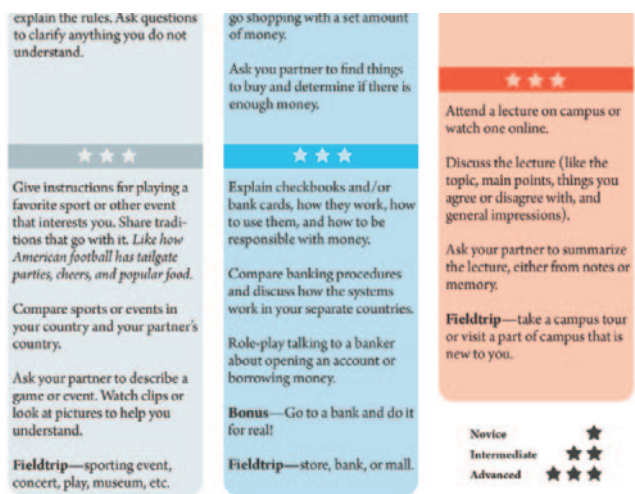 explain the rules. Ask questions
to clarify anything you do not
understand.
Give instructions for playing a
favorite sport or other event
that interests you. Share tradi-
tions that go with it. Like how
American football has tailgate
parties, cheers, and popular food.
Compare sports or events in
your country and your partner's
country.
Ask your partner to describe a
game or event. Watch clips or
look at pictures to help you
understand.
Fieldtrip—sporting event,
concert, play, museum, etc.
go shopping with a set amount
of money.
Ask you partner to find things
to buy and determine if there is
enough money.
Explain checkbooks and/or
bank cards, how they work, how
to use them, and how to be
responsible with money.
Compare banking procedures
and discuss how the systems
work in your separate countries.
Role-play talking to a banker
about opening an account or
borrowing money.
Bonus—Go to a bank and do it
for real!
Fieldtrip—store, bank, or mall.
Attend a lecture on campus or
watch one online.
Discuss the lecture (like the
topic, main points, things you
agree or disagree with, and
general impressions).
Ask your partner to summarize
the lecture, either from notes or
memory.
Fieldtrip—take a campus tour
or visit a part of campus that is
new to you.
Novice
Intermediate
Advanced